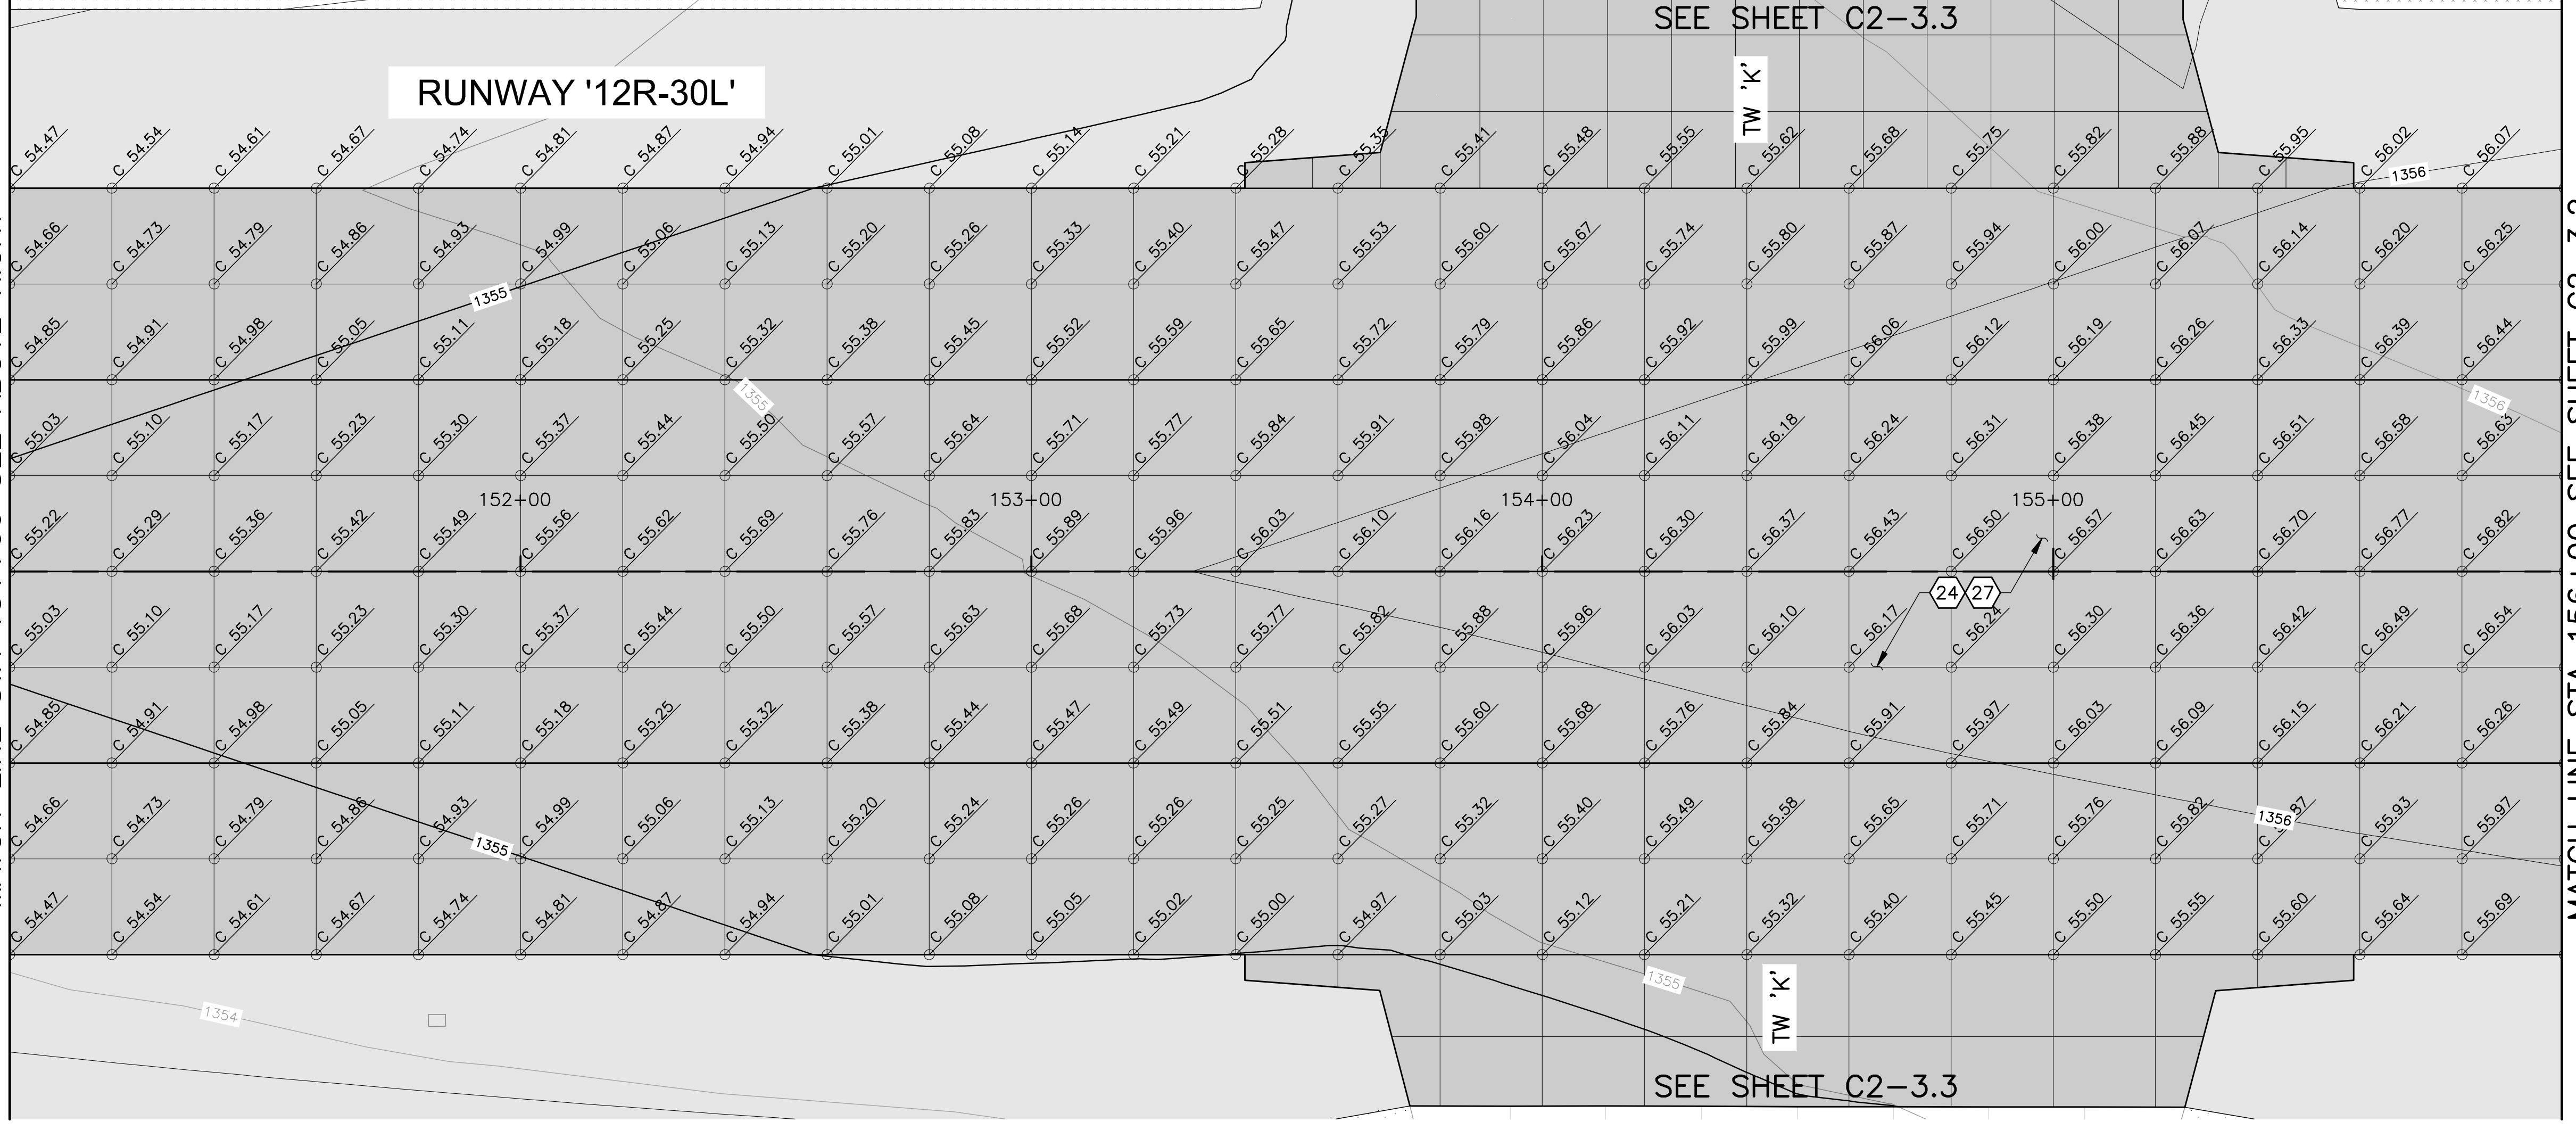 SEE SHEET C2-3.3
RUNWAY '12R-30L'
TW 'K'
C 54.47 C 54.54 C 54.61 C 54.67 C 54.74 C 54.81 C 54.87 C 54.94 C 55.01 C 55.08 C 55.14 C 55.21 C 55.28 C 55.35 C 55.41 C 55.48 C 55.55 C 55.62 C 55.68 C 55.75 C 55.82 C 55.88 C 55.95 C 56.02 C 56.07
1356
C 54.66 C 54.73 C 54.79 C 54.86 C 54.93 C 54.99 C 55.06 C 55.13 C 55.20 C 55.26 C 55.33 C 55.40 C 55.47 C 55.53 C 55.60 C 55.67 C 55.74 C 55.80 C 55.87 C 55.94 C 56.00 C 56.07 C 56.14 C 56.20 C 56.25
1355
C 54.85 C 54.91 C 54.98 C 55.05 C 55.11 C 55.18 C 55.25 C 55.32 C 55.38 C 55.45 C 55.52 C 55.59 C 55.65 C 55.72 C 55.79 C 55.86 C 55.92 C 55.99 C 56.06 C 56.12 C 56.19 C 56.26 C 56.33 C 56.39 C 56.44
1355 1356
C 55.03 C 55.10 C 55.17 C 55.23 C 55.30 C 55.37 C 55.44 C 55.50 C 55.57 C 55.64 C 55.71 C 55.77 C 55.84 C 55.91 C 55.98 C 56.04 C 56.11 C 56.18 C 56.24 C 56.31 C 56.38 C 56.45 C 56.51 C 56.58 C 56.63
152+00 153+00 154+00 155+00
C 55.22 C 55.29 C 55.36 C 55.42 C 55.49 C 55.56 C 55.62 C 55.69 C 55.76 C 55.83 C 55.89 C 55.96 C 56.03 C 56.10 C 56.16 C 56.23 C 56.30 C 56.37 C 56.43 C 56.50 C 56.57 C 56.63 C 56.70 C 56.77 C 56.82
24 27
C 55.03 C 55.10 C 55.17 C 55.23 C 55.30 C 55.37 C 55.44 C 55.50 C 55.57 C 55.63 C 55.68 C 55.73 C 55.77 C 55.82 C 55.88 C 55.96 C 56.03 C 56.10 C 56.17 C 56.24 C 56.30 C 56.36 C 56.42 C 56.49 C 56.54
C 54.85 C 54.91 C 54.98 C 55.05 C 55.11 C 55.18 C 55.25 C 55.32 C 55.38 C 55.44 C 55.47 C 55.49 C 55.51 C 55.55 C 55.60 C 55.68 C 55.76 C 55.84 C 55.91 C 55.97 C 56.03 C 56.09 C 56.15 C 56.21 C 56.26
C 54.66 C 54.73 C 54.79 C 54.86 C 54.93 C 54.99 C 55.06 C 55.13 C 55.20 C 55.24 C 55.26 C 55.26 C 55.25 C 55.27 C 55.32 C 55.40 C 55.49 C 55.58 C 55.65 C 55.71 C 55.76 C 55.82 C 55.93 C 55.97
1355 1356
C 54.47 C 54.54 C 54.61 C 54.67 C 54.74 C 54.81 C 54.87 C 54.94 C 55.01 C 55.08 C 55.05 C 55.02 C 55.00 C 54.97 C 55.03 C 55.12 C 55.21 C 55.32 C 55.40 C 55.45 C 55.50 C 55.55 C 55.60 C 55.64 C 55.69
1354
1355
TW 'K'
SEE SHEET C2-3.3